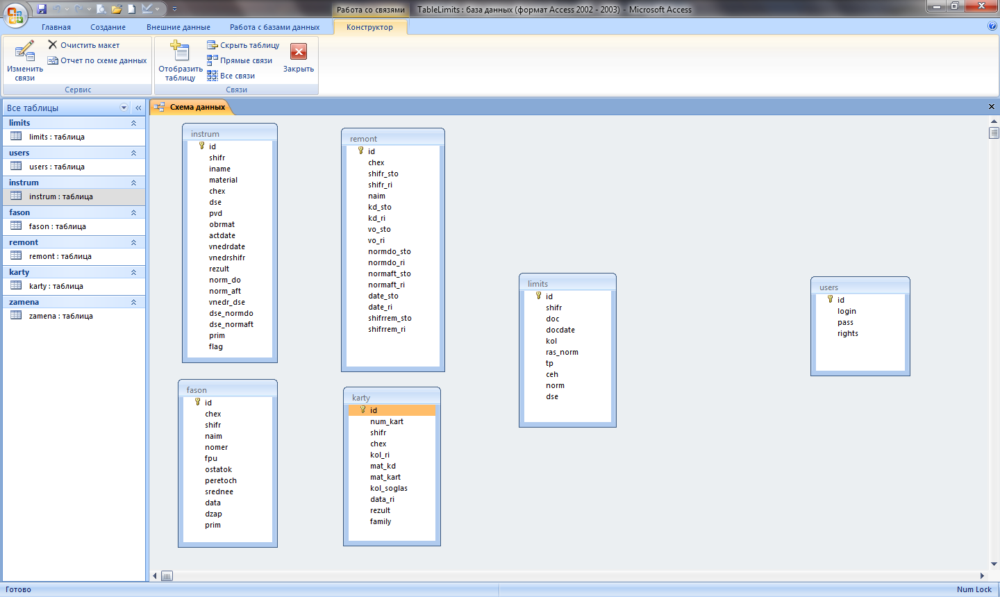 Работа со связями
TableLimits : база данных (формат Access 2002 - 2003) - Microsoft Access
Главная
Создание
Внешние данные
Работа с базами данных
Конструктор
Изменить
связи
Очистить макет
Отчет по схеме данных
Сервис
Отобразить
таблицу
Скрыть таблицу
Прямые связи
Все связи
Закрыть
Связи
Все таблицы
limits
limits : таблица
users
users : таблица
instrum
instrum : таблица
fason
fason : таблица
remont
remont : таблица
karty
karty : таблица
zamena
zamena : таблица
Схема данных
instrum
id
shifr
iname
material
chex
dse
pvd
obrmat
actdate
vnedrdate
vnedrshifr
rezult
norm_do
norm_aft
vnedr_dse
dse_normdo
dse_normaft
prim
flag
remont
id
chex
shifr_sto
shifr_ri
naim
kd_sto
kd_ri
vo_sto
vo_ri
normdo_sto
normdo_ri
normaft_sto
normaft_ri
date_sto
date_ri
shifrrem_sto
shifrrem_ri
limits
id
shifr
doc
docdate
kol
ras_norm
tp
ceh
norm
dse
users
id
login
pass
rights
fason
id
chex
shifr
naim
nomer
fpu
ostatok
peretoch
srednee
data
dzap
prim
karty
id
num_kart
shifr
chex
kol_ri
mat_kd
mat_kart
kol_soglas
data_ri
rezult
family
Готово
Num Lock